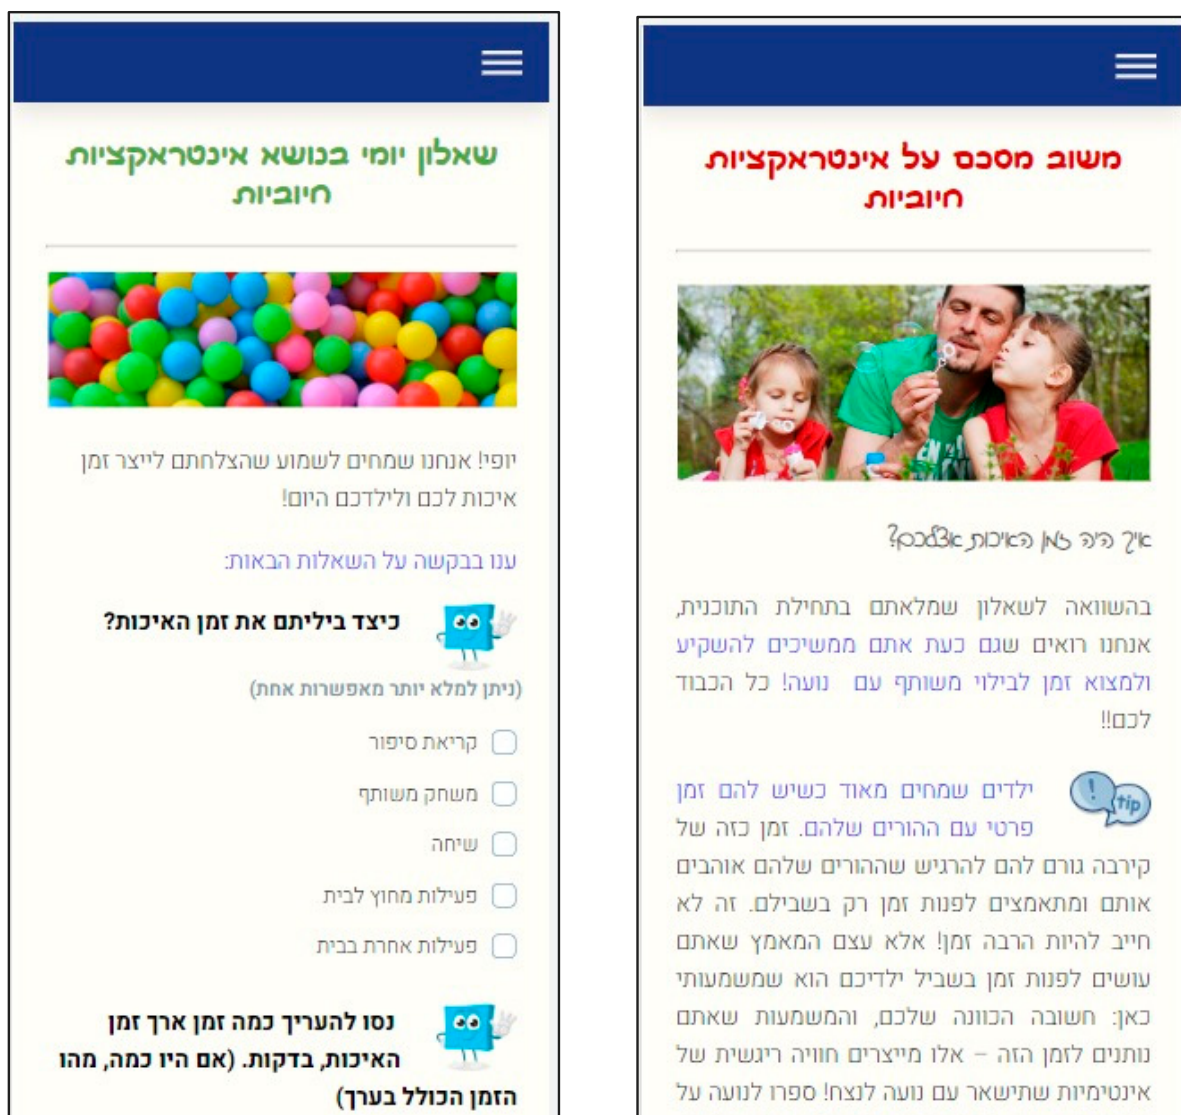 שאלון יומי בנושא אינטראקציות
חיוביות
יופי! אנחנו שמחים לשמוע שהצלחתם לייצר זמן
איכות לכם ולילדכם היום!
ענו בבקשה על השאלות הבאות:
כיצד ביליתם את זמן האיכות?
(ניתן למלא יותר מאפשרות אחת)
קריאת סיפור
משחק משותף
שיחה
פעילות מחוץ לבית
פעילות אחרת בבית
נסו להעריך כמה זמן ארך זמן
האיכות, בדקות. (אם היו כמה, מהו
הזמן הכולל בערך)
משוב מסכם על אינטראקציות
חיוביות
איך היה זמן האיכות אצלכם?
בהשוואה לשאלון שמלאתם בתחילת התוכנית,
אנחנו רואים שגם כעת אתם ממשיכים להשקיע
ולמצוא זמן לבילוי משותף עם נועה! כל הכבוד
לכם!!
! tip
ילדים שמחים מאוד כשיש להם זמן
פרטי עם ההורים שלהם. זמן כזה של
קירבה גורם להם להרגיש שההורים שלהם אוהבים
אותם ומתאמצים לפנות זמן רק בשבילם. זה לא
חייב להיות הרבה זמן! אלא עצם המאמץ שאתם
עושים לפנות זמן בשביל ילדיכם הוא שמשמעותי
כאן: חשובה הכוונה שלכם, והמשמעות שאתם
נותנים לזמן הזה – אלו מייצרים חוויה ריגשית של
אינטימיות שתישאר עם נועה לנצח! ספרו לנועה על